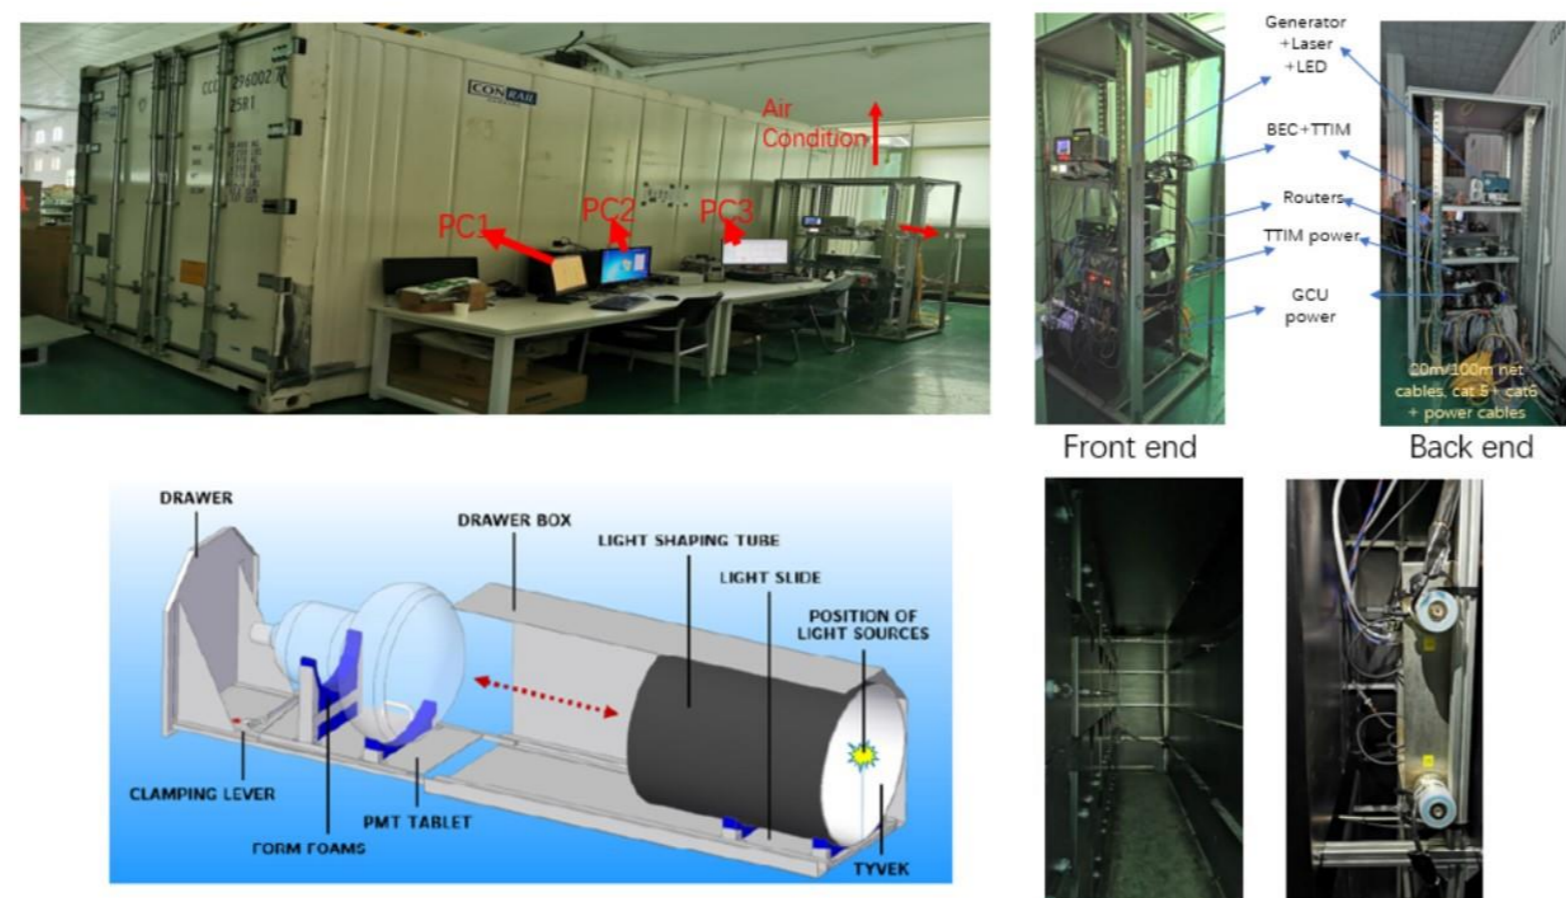 CONRAIL
25R1
Air
Condition
PC1
PC2
PC3
Generator
+Laser
+LED
BEC+TTIM
Routers
TTIM power
GCU
power
20m/100m net
cables, cat 5 + cat6
+ power cables
Front end
Back end
DRAWER
DRAWER BOX
LIGHT SHAPING TUBE
LIGHT SLIDE
POSITION OF
LIGHT SOURCES
CLAMPING LEVER
FORM FOAMS
PMT TABLET
TYVEK